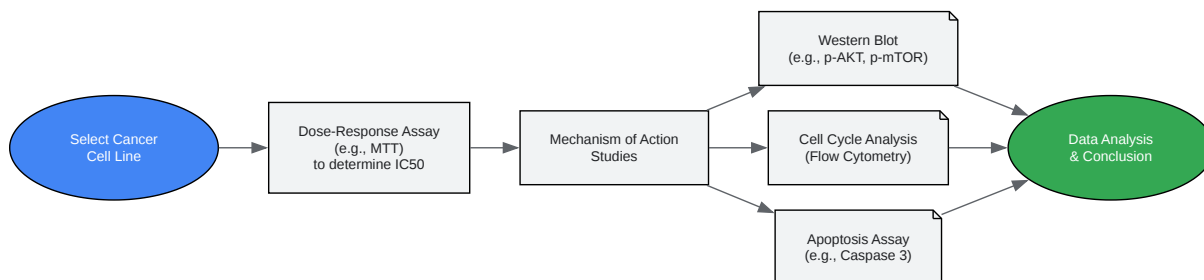 Select Cancer
Cell Line
Dose-Response Assay
(e.g., MTT)
to determine IC50
Mechanism of Action
Studies
Western Blot
(e.g., p-AKT, p-mTOR)
Cell Cycle Analysis
(Flow Cytometry)
Apoptosis Assay
(e.g., Caspase 3)
Data Analysis
& Conclusion